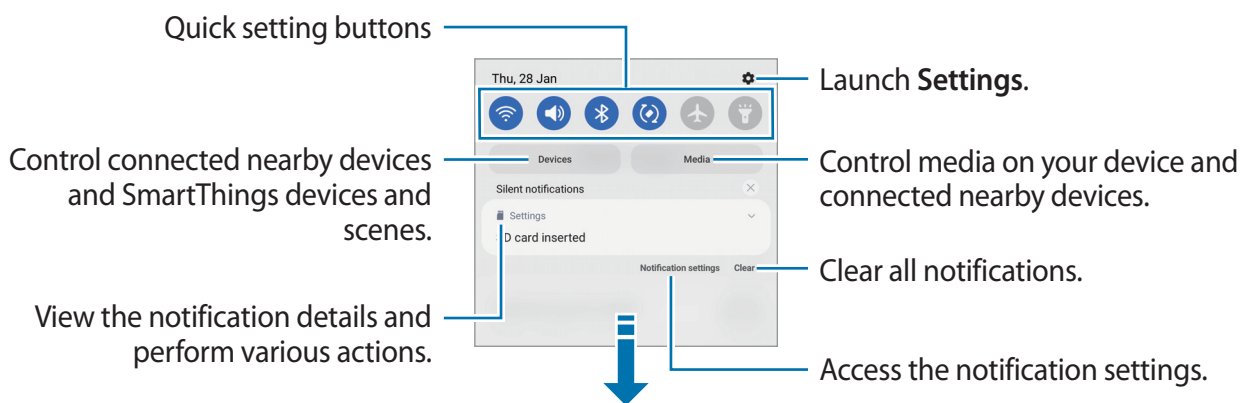 Quick setting buttons
Thu, 28 Jan
Launch Settings.
Control connected nearby devices
and SmartThings devices and
scenes.
Devices
Media
Control media on your device and
connected nearby devices.
Silent notifications
Settings
D card inserted
Notification settings Clear
Clear all notifications.
View the notification details and
perform various actions.
Access the notification settings.